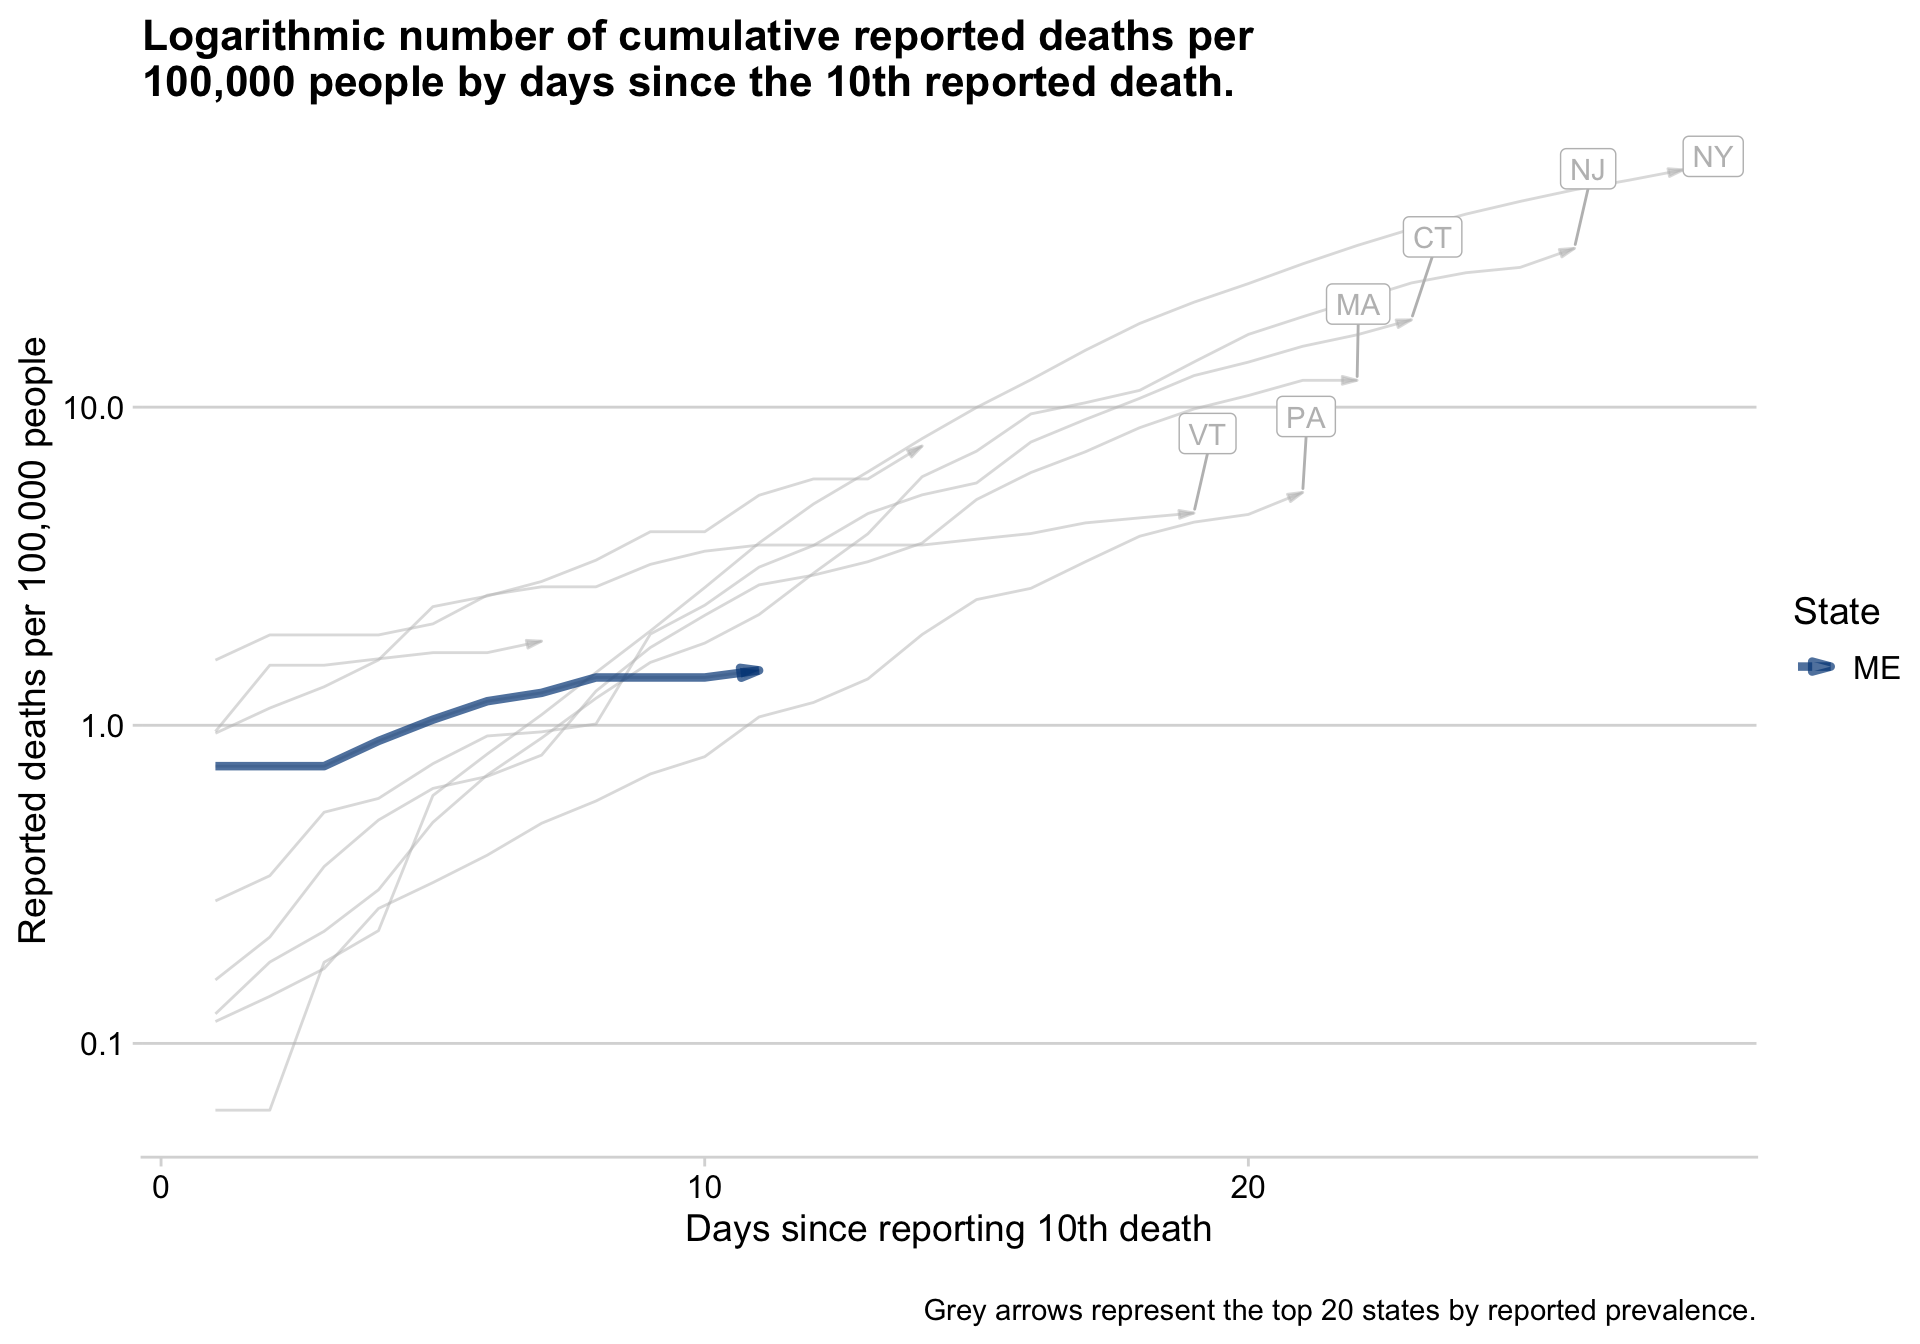 Logarithmic number of cumulative reported deaths per
100,000 people by days since the 10th reported death.
NY
NJ
CT
MA
PA
VT
Reported deaths per 100,000 people
10.0
1.0
0.1
State
ME
0
10
20
Days since reporting 10th death
Grey arrows represent the top 20 states by reported prevalence.